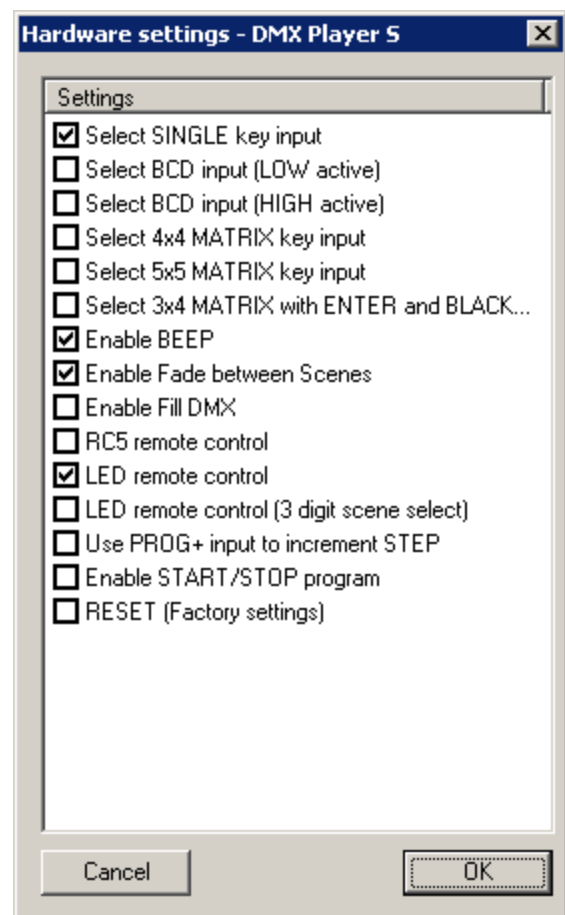 Hardware settings - DMX Player S
Settings
Select SINGLE key input
Select BCD input (LOW active)
Select BCD input (HIGH active)
Select 4x4 MATRIX key input
Select 5x5 MATRIX key input
Select 3x4 MATRIX with ENTER and BLACK...
Enable BEEP
Enable Fade between Scenes
Enable Fill DMX
RC5 remote control
LED remote control
LED remote control (3 digit scene select)
Use PROG+ input to increment STEP
Enable START/STOP program
RESET (Factory settings)
Cancel
OK